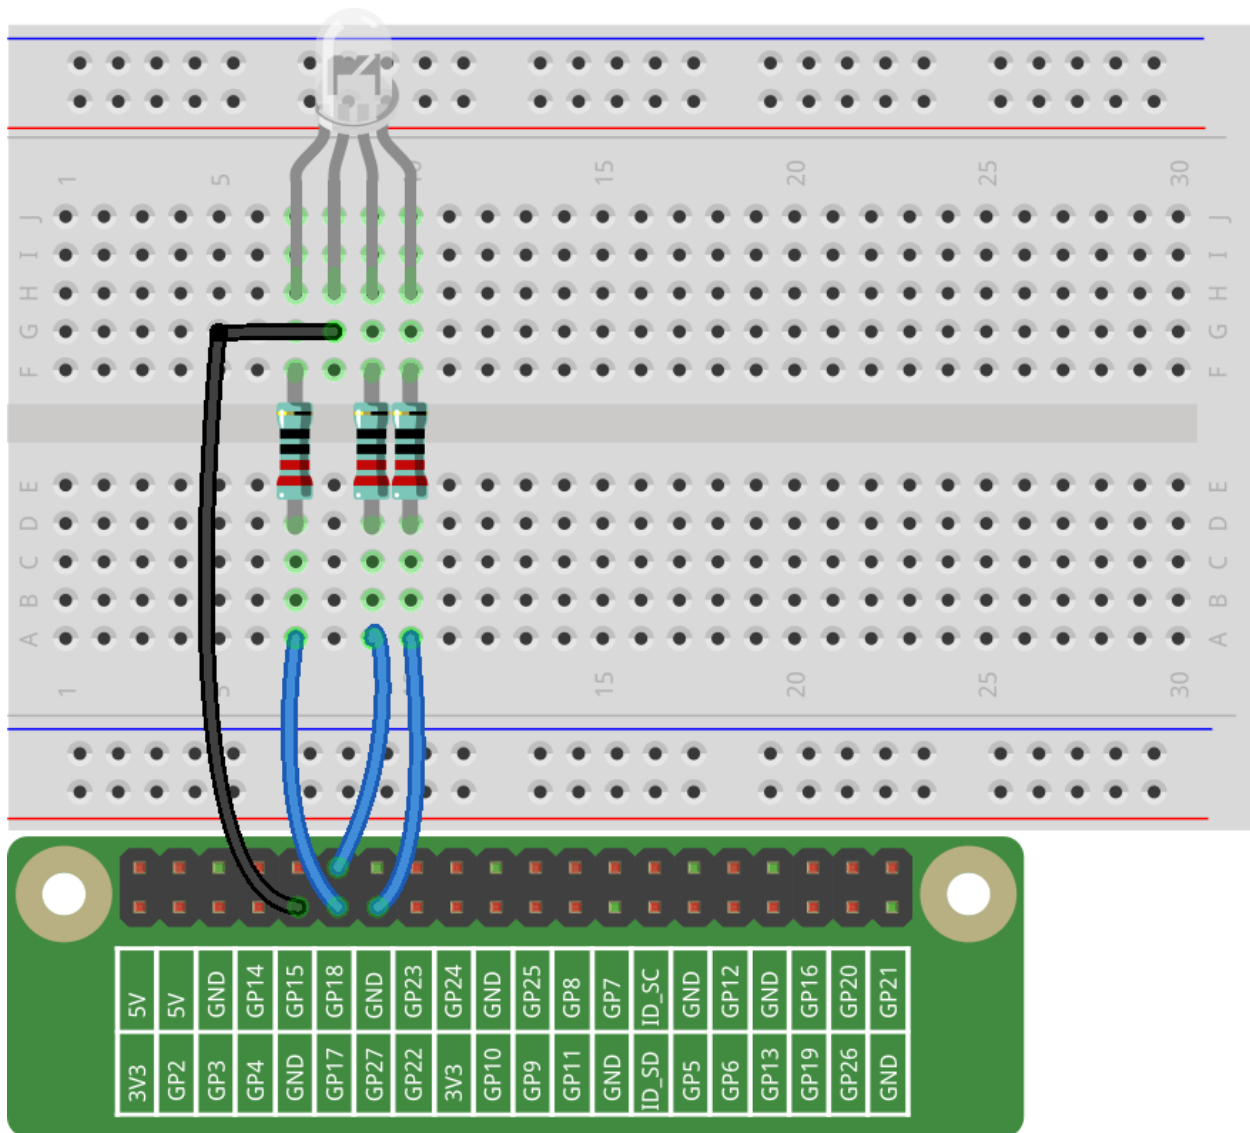 1 5 10 15 20 25 30
J J
I I
H H
G G
F F
E E
D D
C C
B B
A A
1 5 10 15 20 25 30
5V 5V GND GP14 GP15 GP18 GND GP23 GP24 GND GP25 GP8 GP7 ID_SC GND GP12 GND GP16 GP20 GP21
3V3 GP2 GP3 GP4 GND GP17 GP27 GP22 3V3 GP10 GP9 GP11 GND ID_SD GP5 GP6 GP13 GP19 GP26 GND